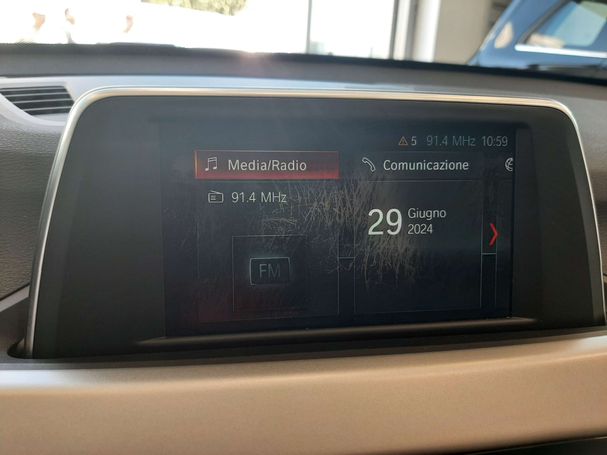 5 91.4 MHz 10:59
Media/Radio
Comunicazione
91.4 MHz
29 Giugno
2024
FM